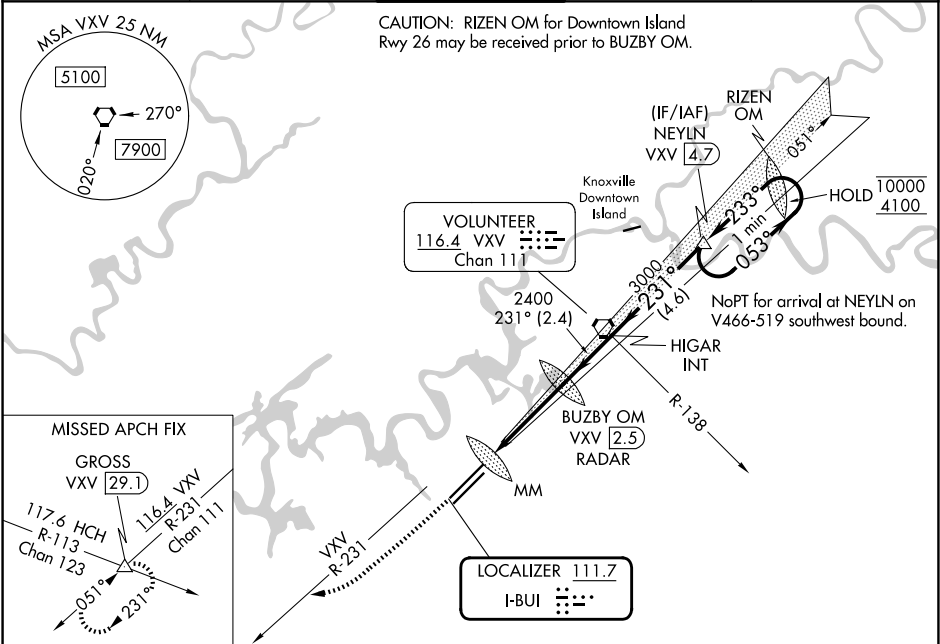 MSA VXV 25 NM
5100
270°
7900
020°
CAUTION: RIZEN OM for Downtown Island
Rwy 26 may be received prior to BUZBY OM.
(IF/IAF)
NEYLN
VXV 4.7
RIZEN
OM
051°
HOLD 10000
4100
233°
1 min
053°
Knoxville
Downtown
Island
VOLUNTEER
116.4 VXV
Chan 111
3000
231°
(4.6)
2400
231° (2.4)
NoPT for arrival at NEYLN on
V466-519 southwest bound.
HIGAR
INT
R-138
BUZBY OM
VXV 2.5
RADAR
MM
VXV
R-231
LOCALIZER 111.7
I-BUI
MISSED APCH FIX
GROSS
VXV 29.1
117.6 HCH
R-113
Chan 123
116.4 VXV
R-231
Chan 111
051°
231°